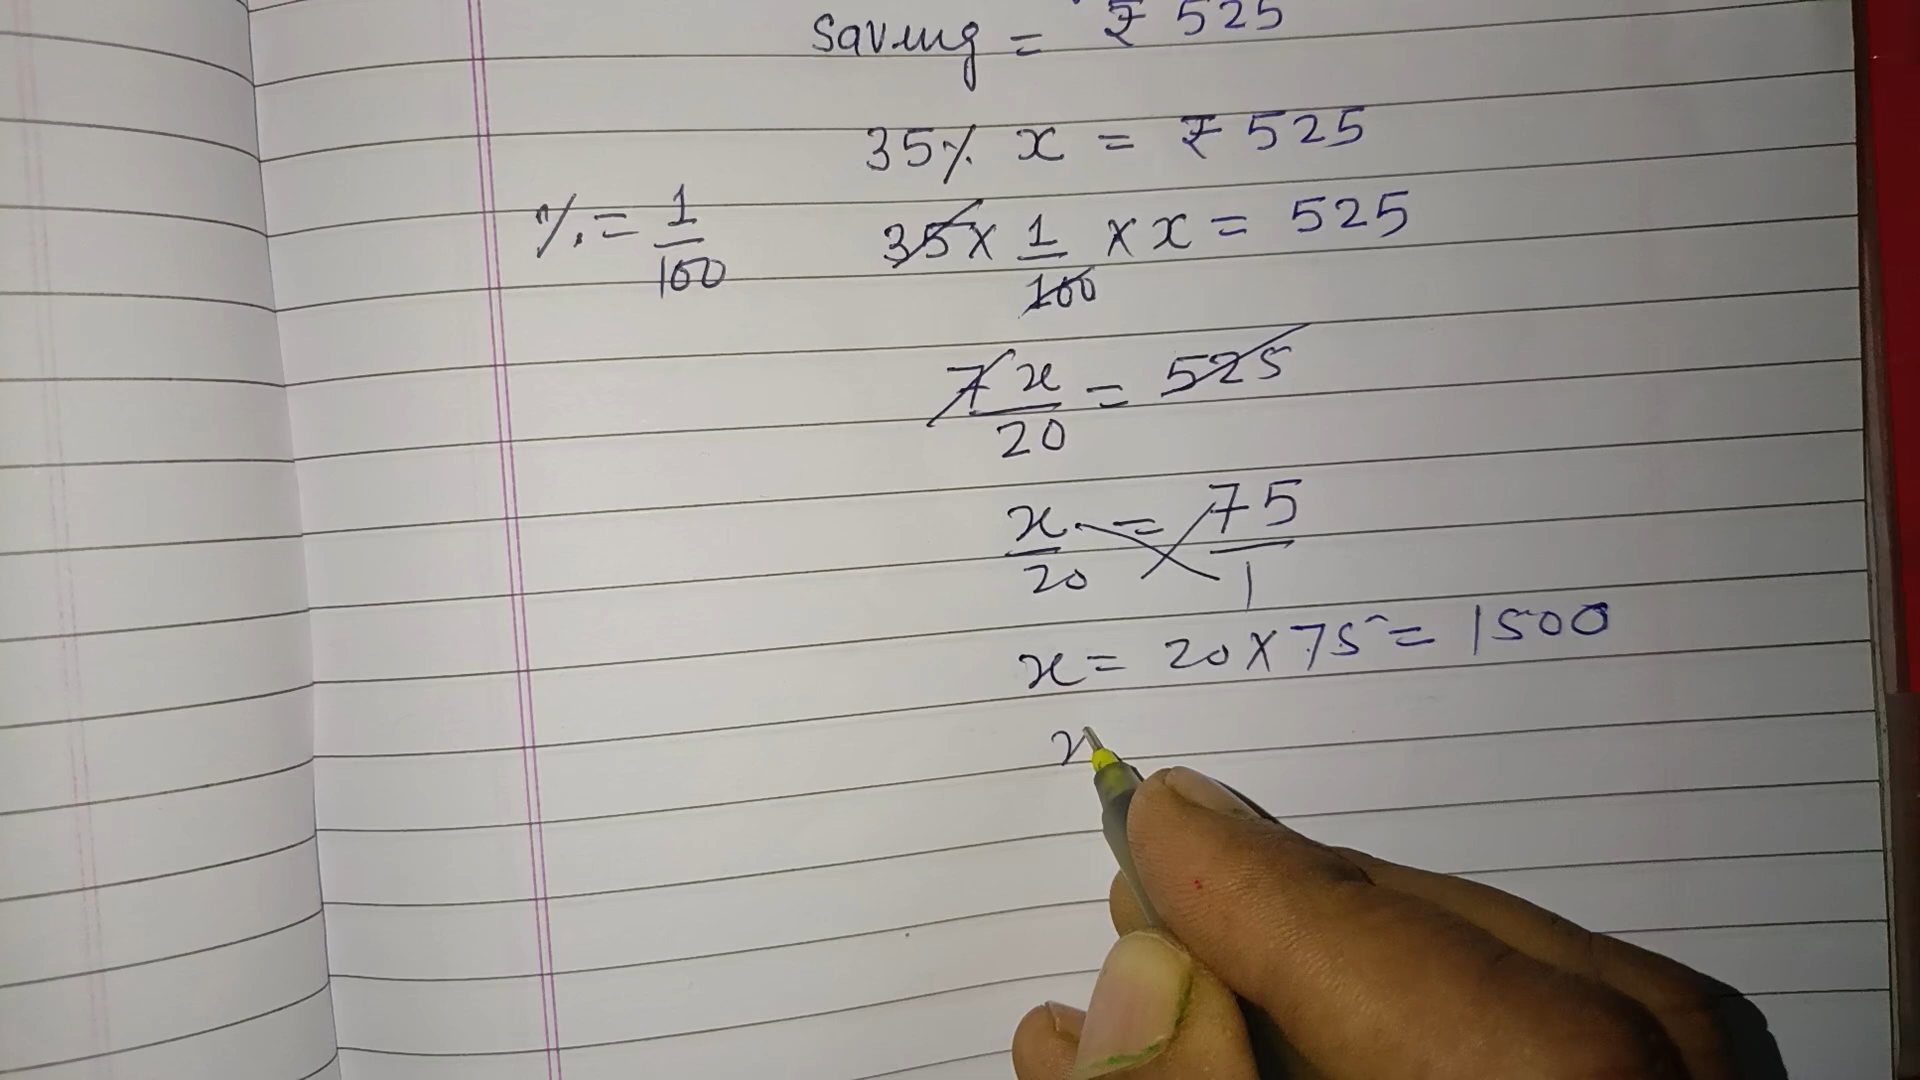 saving = ₹ 525
35% x = ₹ 525
% = 1/100
35 × 1/100 × x = 525
7x/20 = 525
x/20 = 75/1
x = 20 × 75 = 1500
x